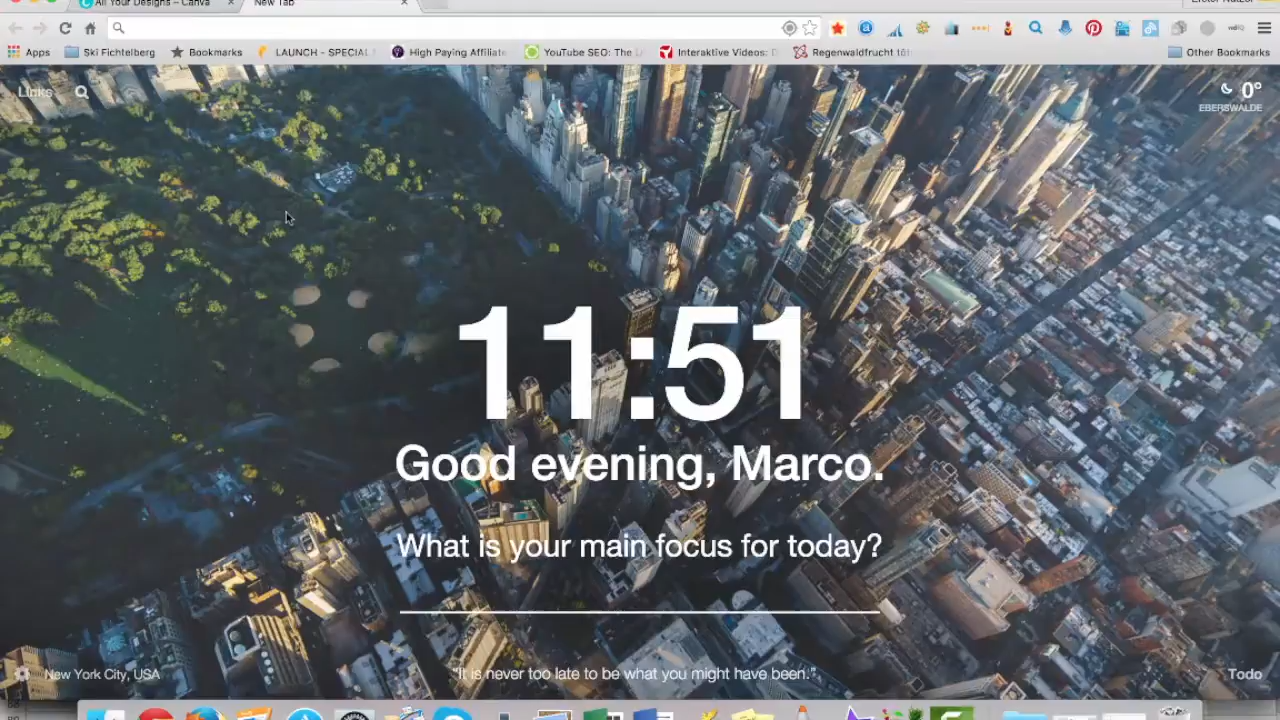 All Your Designs – Canva
New Tab
Apps
Ski Fichtelberg
Bookmarks
LAUNCH - SPECIAL
High Paying Affiliate
YouTube SEO: The
Interactive Videos:
Regenwaldfrucht
Other Bookmarks
Links
0°
EBERSWALDE
11:51
Good evening, Marco.
What is your main focus for today?
New York City, USA
"It is never too late to be what you might have been."
Todo